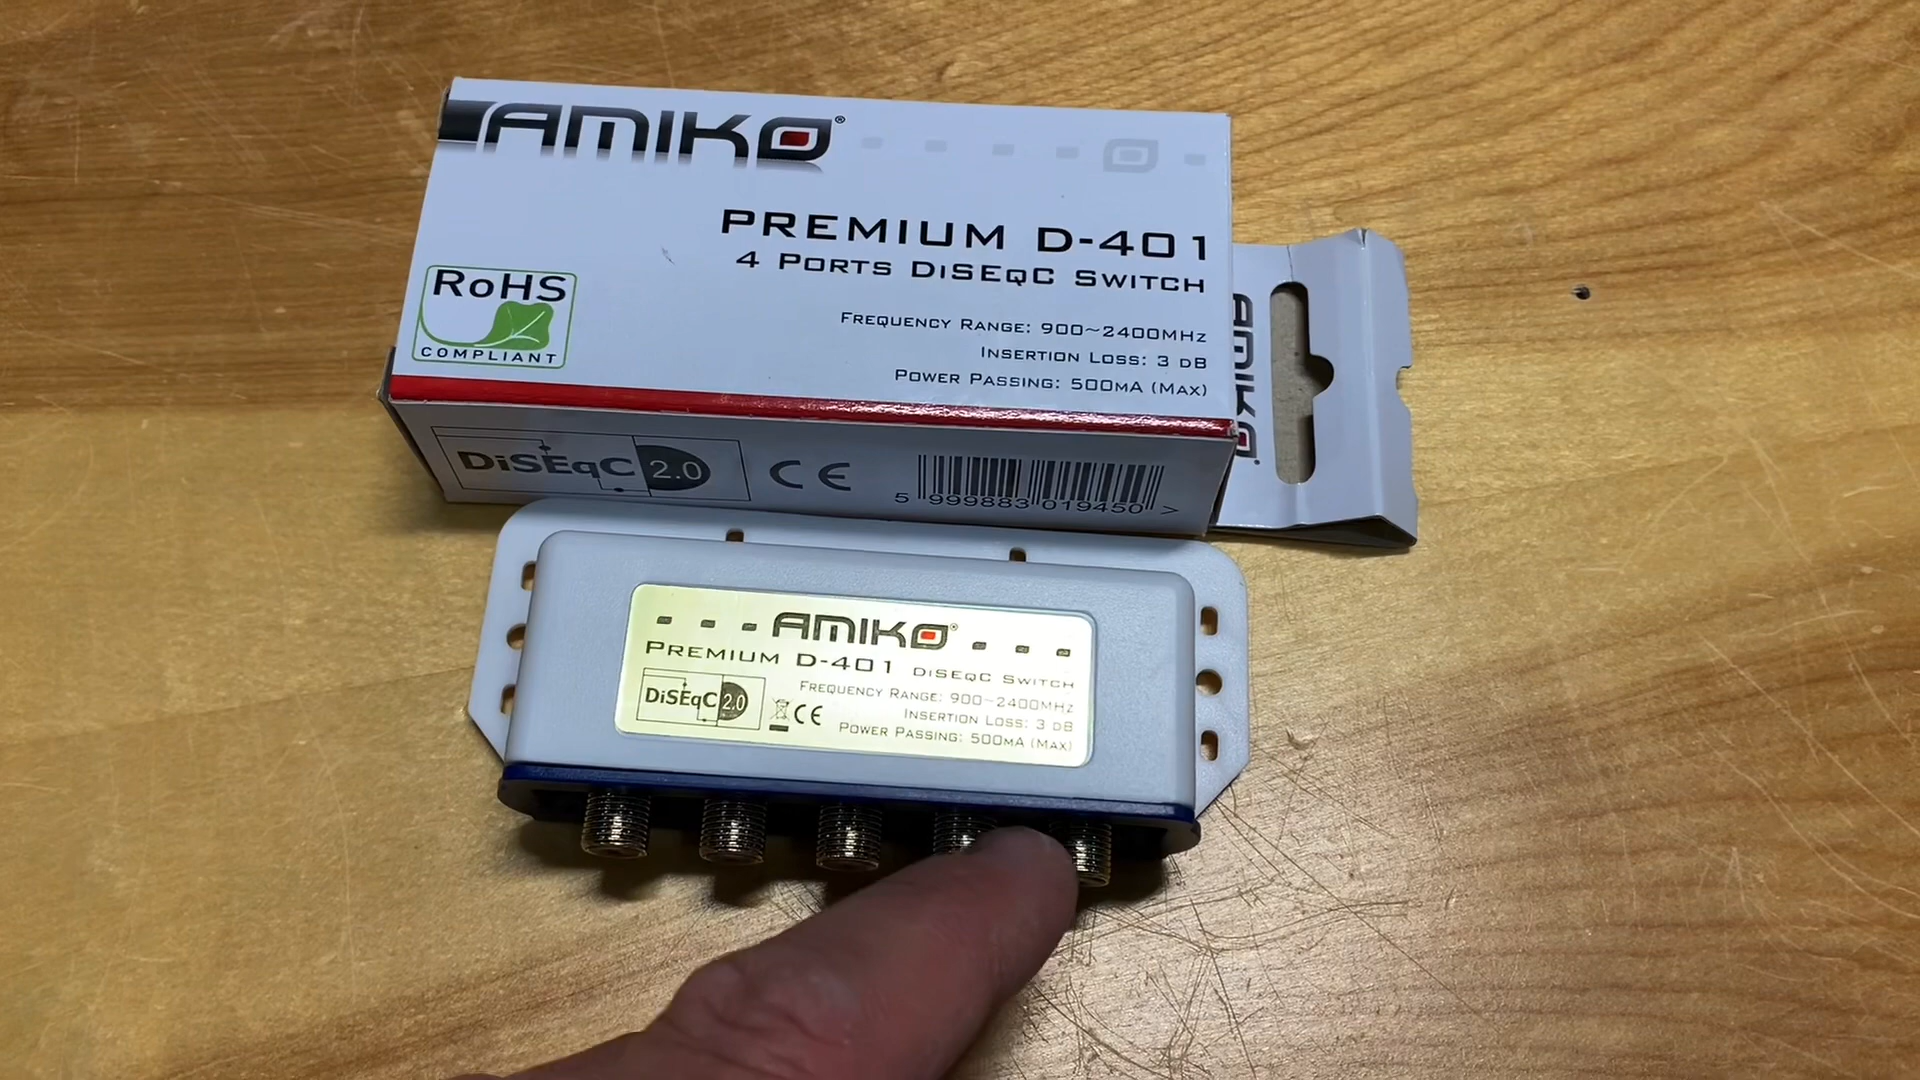 AMIKO®
PREMIUM D-401
4 PORTS DiSEqC SWITCH
RoHS
COMPLIANT
FREQUENCY RANGE: 900~2400MHz
INSERTION LOSS: 3 dB
POWER PASSING: 500mA (MAX)
AMIKO
DiSEqC 2.0
CE
5 999883 019450 >
AMIKO®
PREMIUM D-401 DiSEqC SWITCH
DiSEqC 2.0
CE
FREQUENCY RANGE: 900~2400MHz
INSERTION LOSS: 3 dB
POWER PASSING: 500mA (MAX)